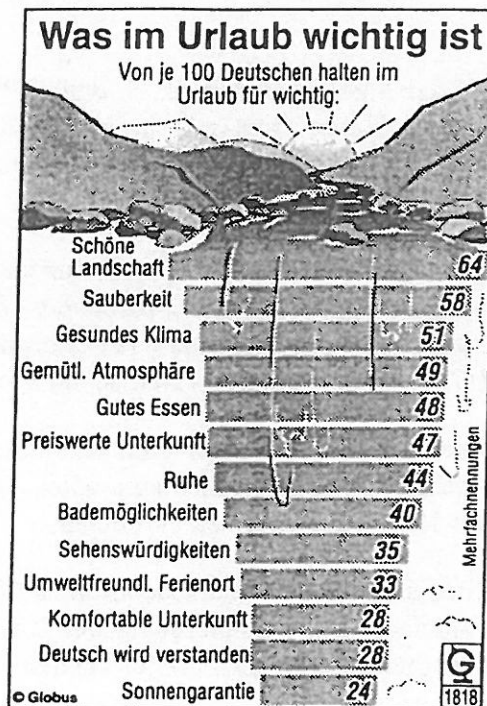 Was im Urlaub wichtig ist
Von je 100 Deutschen halten im
Urlaub für wichtig:
Schöne
Landschaft 64
Sauberkeit 58
Gesundes Klima 51
Gemütl. Atmosphäre 49
Gutes Essen 48
Preiswerte Unterkunft 47
Ruhe 44
Bademöglichkeiten 40
Sehenswürdigkeiten 35
Umweltfreundl. Ferienort 33
Komfortable Unterkunft 28
Deutsch wird verstanden 28
Sonnengarantie 24
Mehrfachnennungen
© Globus
G
1818